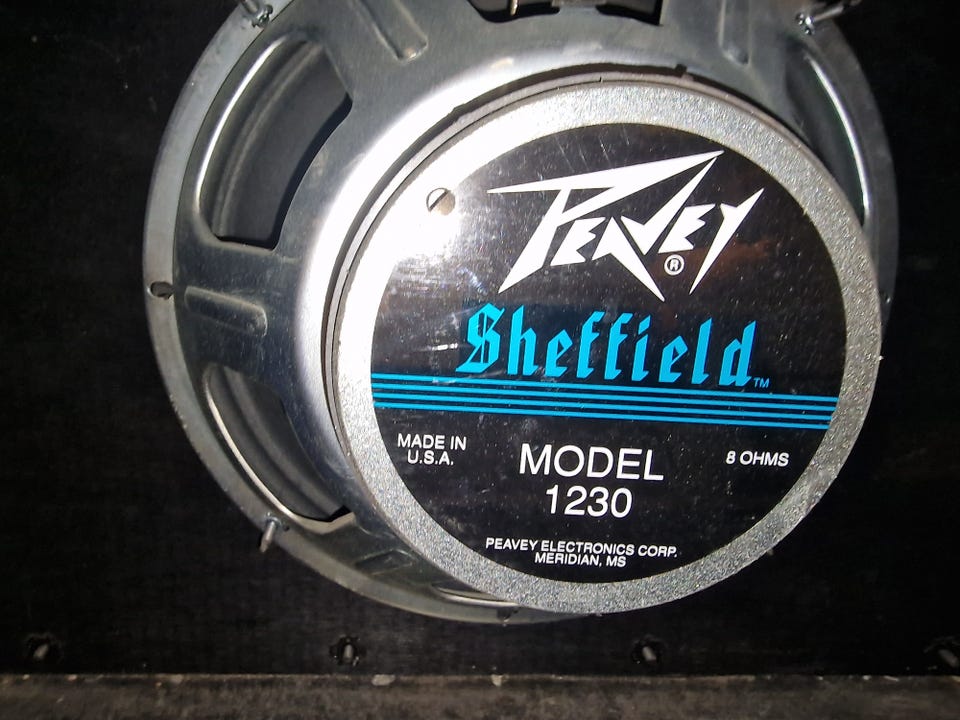 PEAVEY
®
Sheffield™
MADE IN
U.S.A.
MODEL
1230
8 OHMS
PEAVEY ELECTRONICS CORP.
MERIDIAN, MS